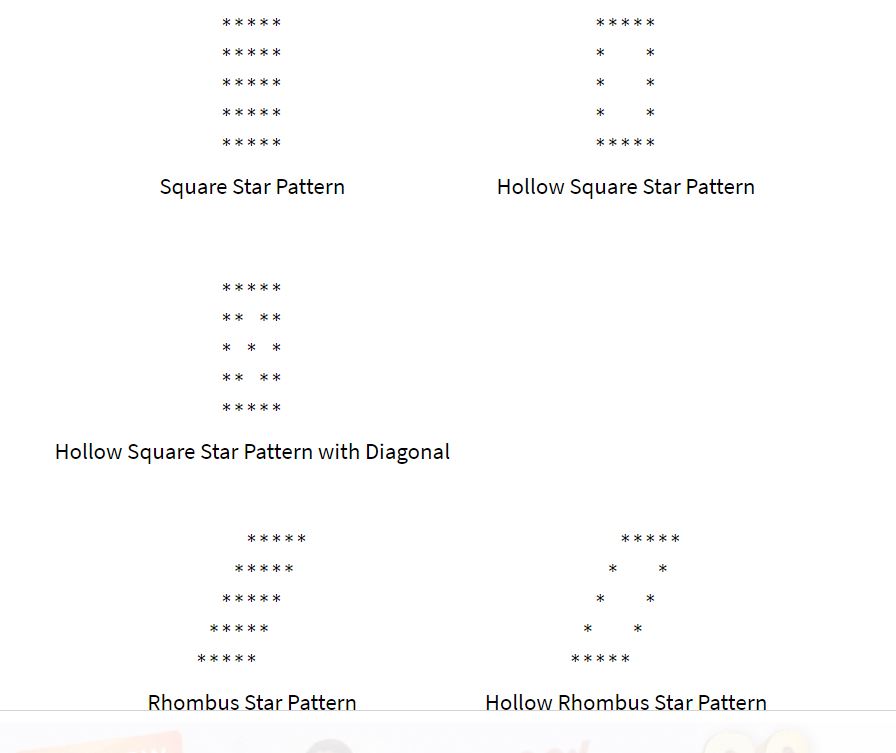 *****     *****
*****     *   *
*****     *   *
*****     *   *
*****     *****
Square Star Pattern     Hollow Square Star Pattern
*****
** **
* * *
** **
*****
Hollow Square Star Pattern with Diagonal
    *****         *****
   *****         *   *
  *****         *   *
 *****         *   *
*****         *****
Rhombus Star Pattern     Hollow Rhombus Star Pattern